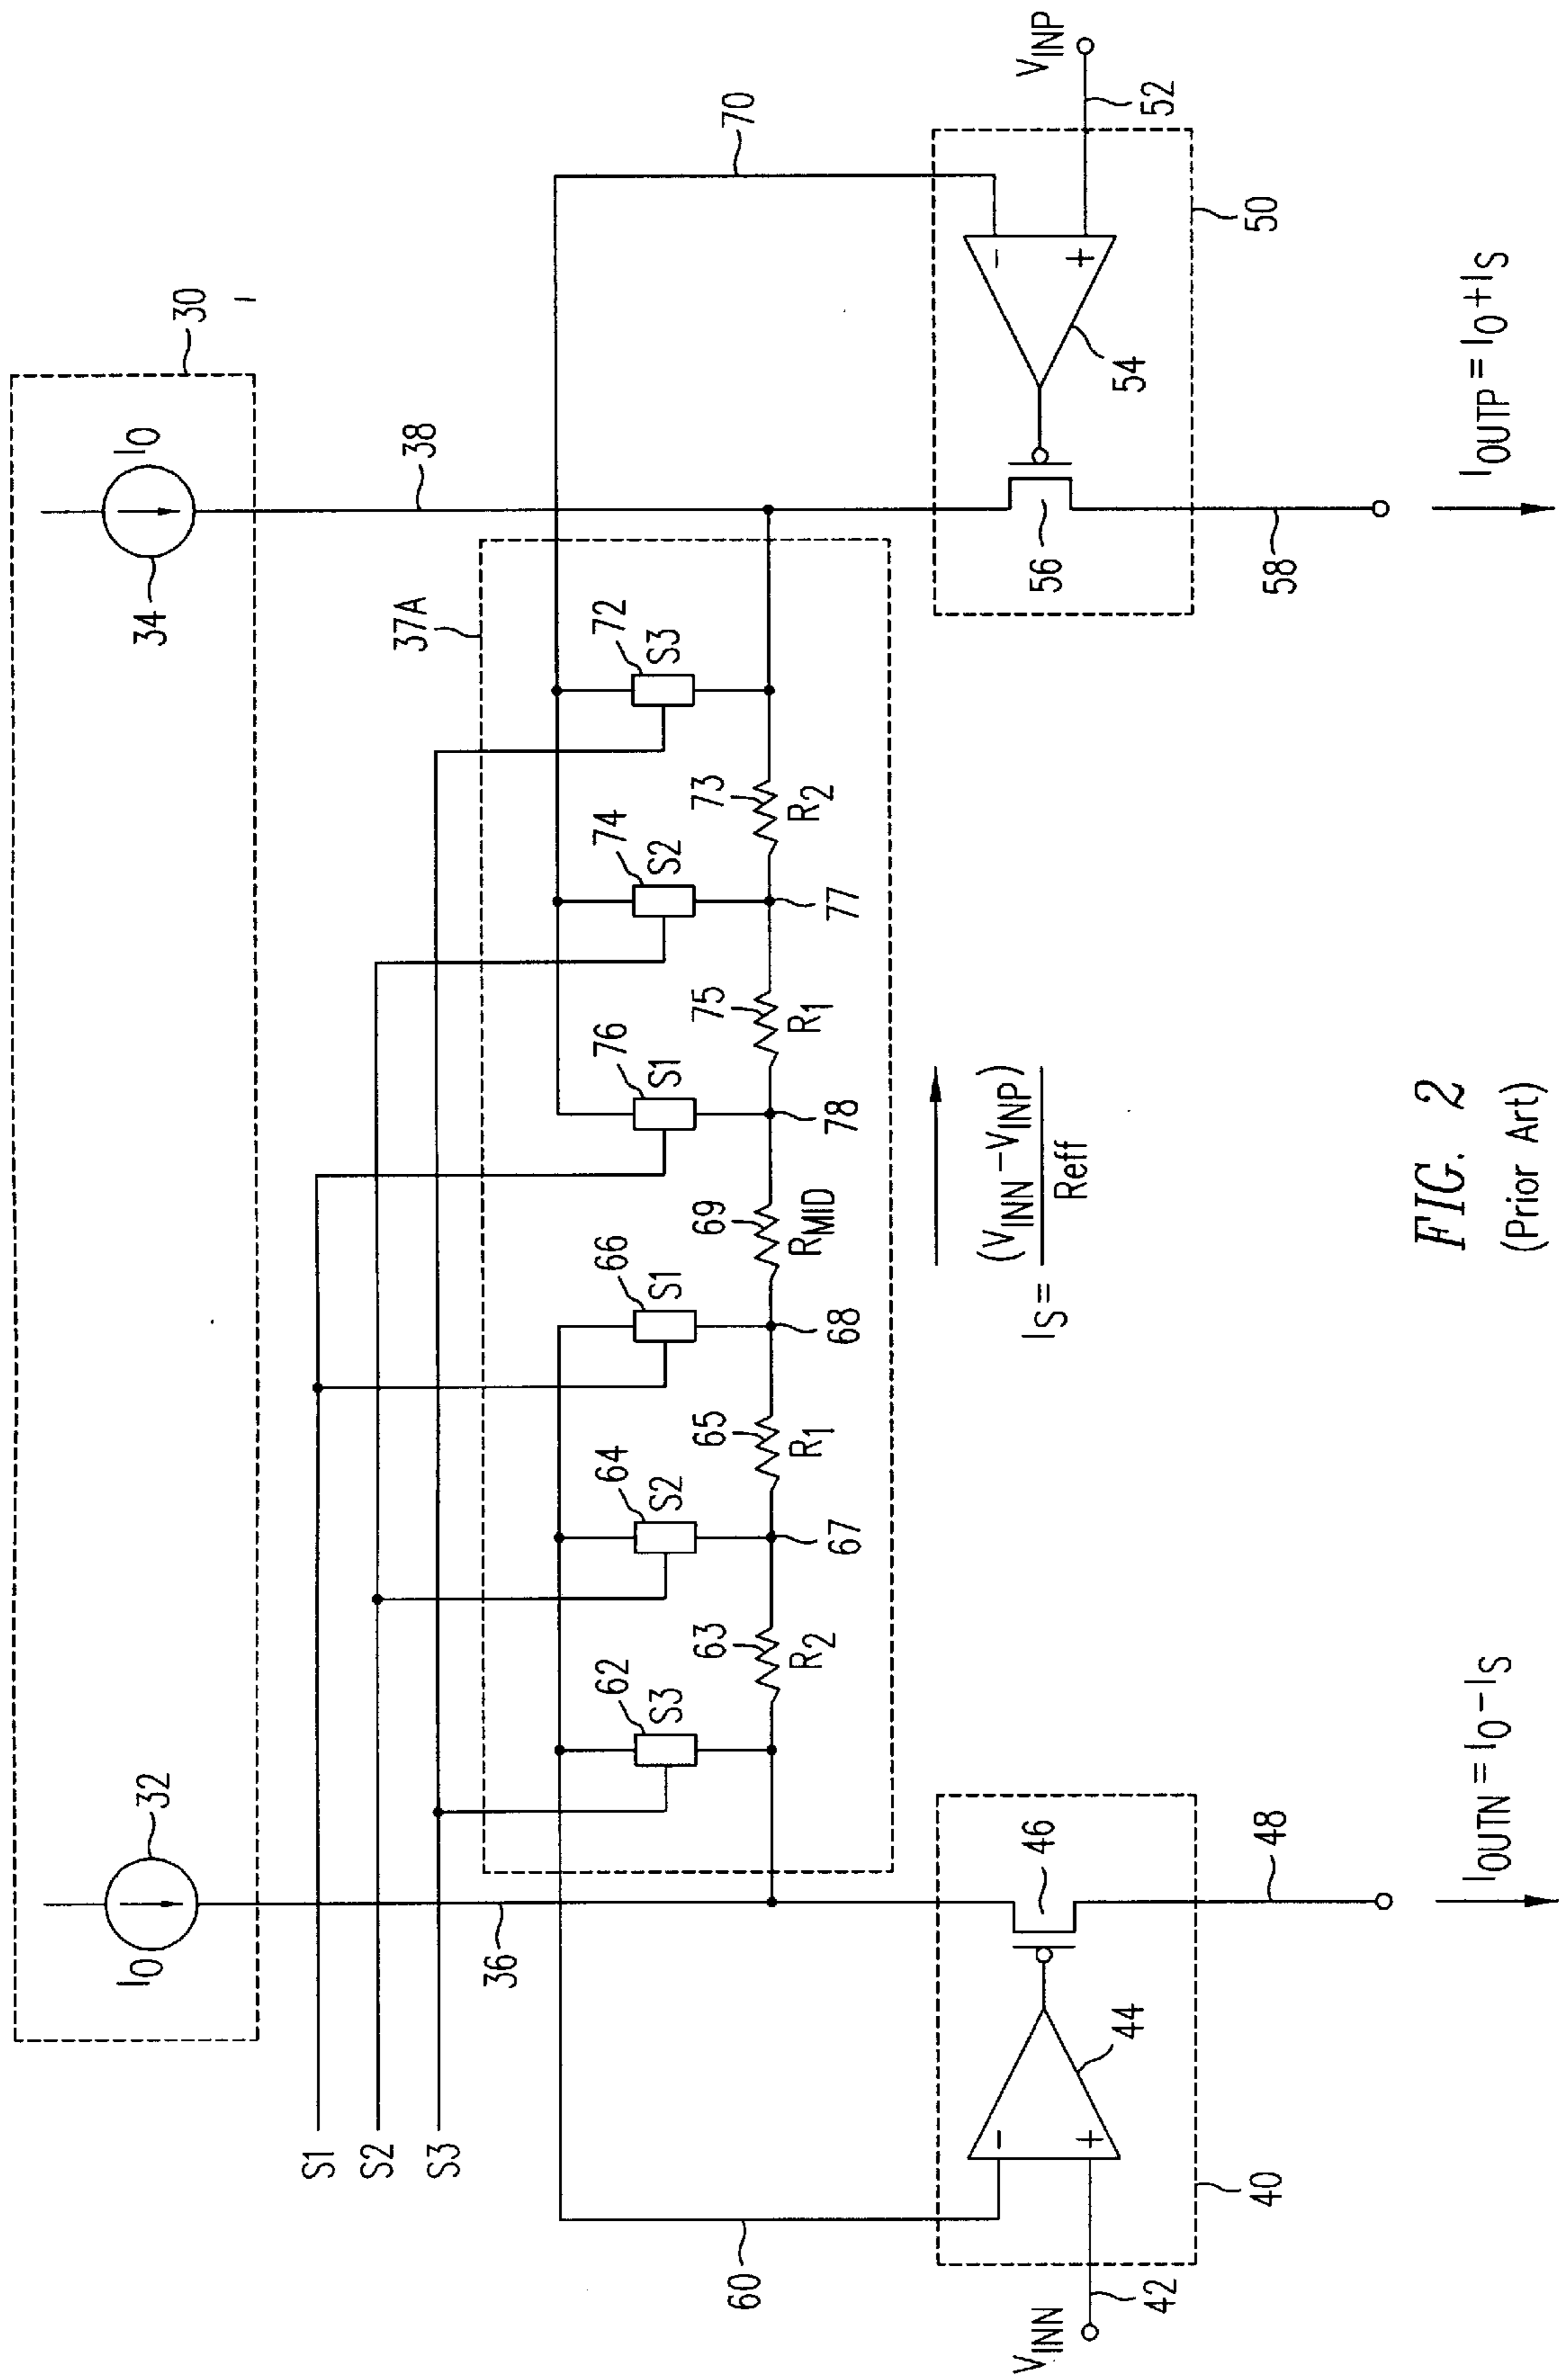 30
I0
32
I0
34
S1
S2
S3
36
38
37A
60
70
62
S3
64
S2
66
S1
76
S1
74
S2
72
S3
63
R2
65
R1
69
RMID
75
R1
73
R2
67
68
78
77
IS = (VINN − VINP)
Reff
VINN
42
−
+
44
46
40
48
VINP
52
−
+
54
56
50
58
IOUTN = IO − IS
IOUTP = IO + IS
FIG. 2
(Prior Art)